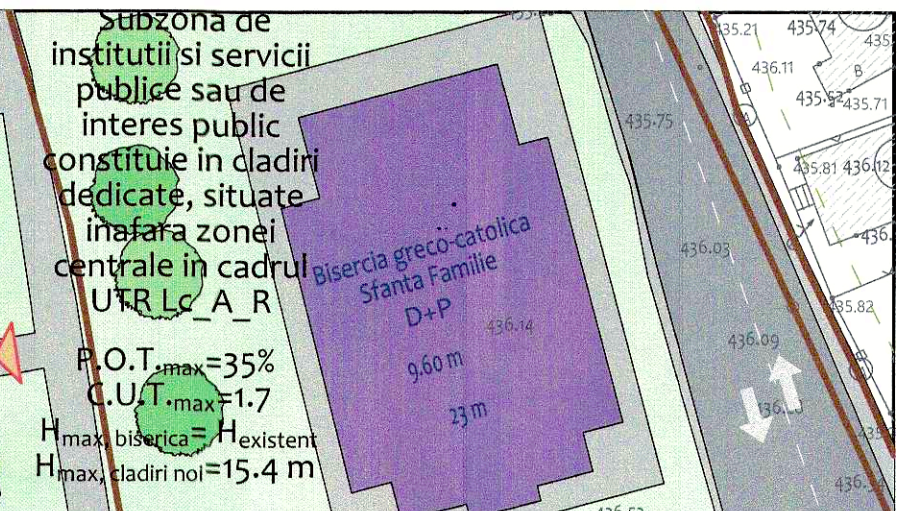 Subzona de
institutii si servicii
publice sau de
interes public
constituie in cladiri
dedicate, situate
inafara zonei
centrale in cadrul
UTR Lc_A_R
P.O.T.max=35%
C.U.T.max=1.7
Hmax, biserica= Hexistent
Hmax, cladiri noi=15.4 m
Bisercia greco-catolica
Sfanta Familie
D+P
436.14
9.60 m
23 m
435.75
436.03
436.09
435.21
435.74
436.11
B
435.71
435.81
436.12
435.82